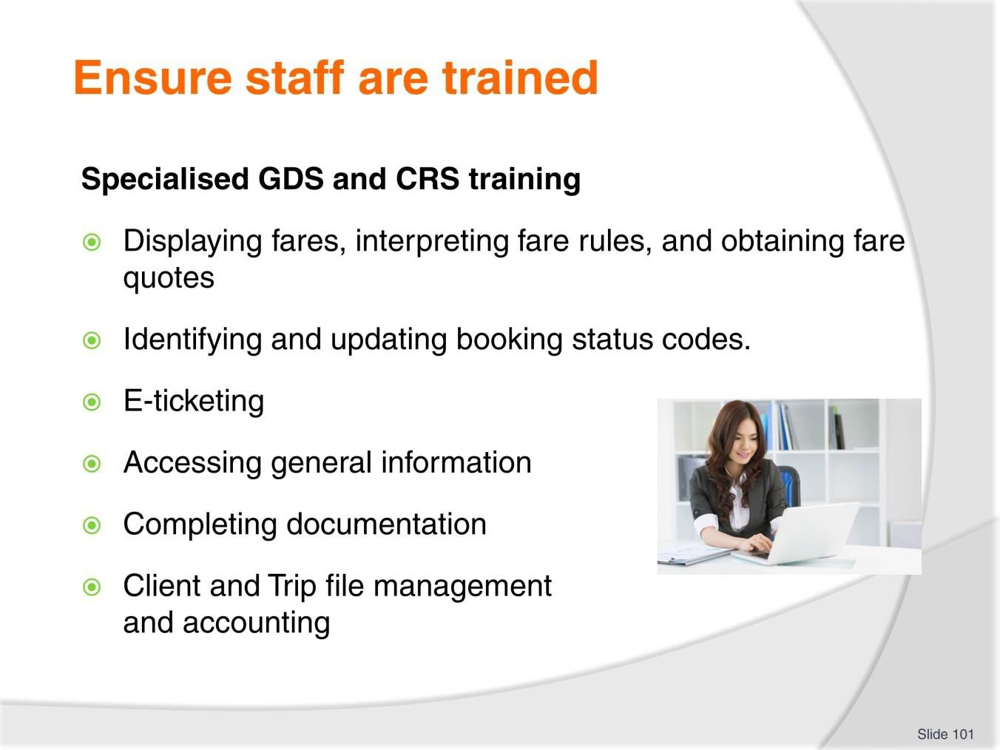 Ensure staff are trained
Specialised GDS and CRS training
Displaying fares, interpreting fare rules, and obtaining fare
quotes
Identifying and updating booking status codes.
E-ticketing
Accessing general information
Completing documentation
Client and Trip file management
and accounting
Slide 101